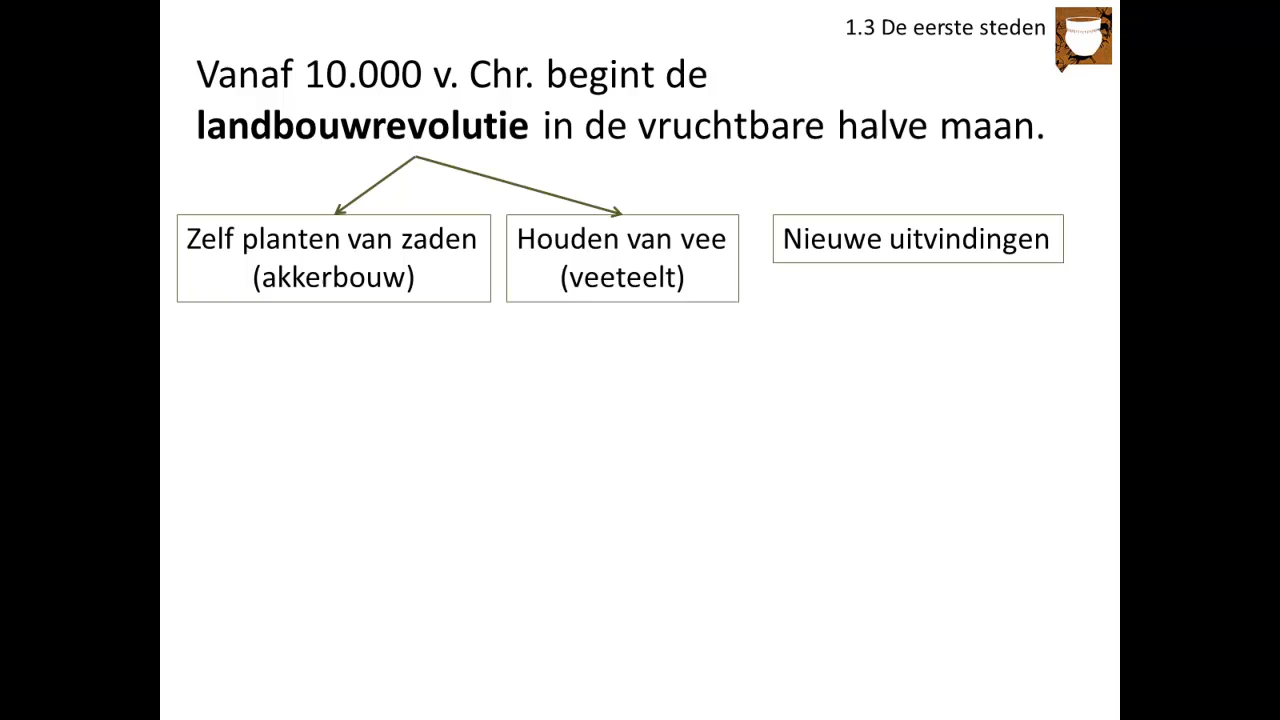 1.3 De eerste steden
Vanaf 10.000 v. Chr. begint de
landbouwrevolutie in de vruchtbare halve maan.
Zelf planten van zaden
(akkerbouw)
Houden van vee
(veeteelt)
Nieuwe uitvindingen